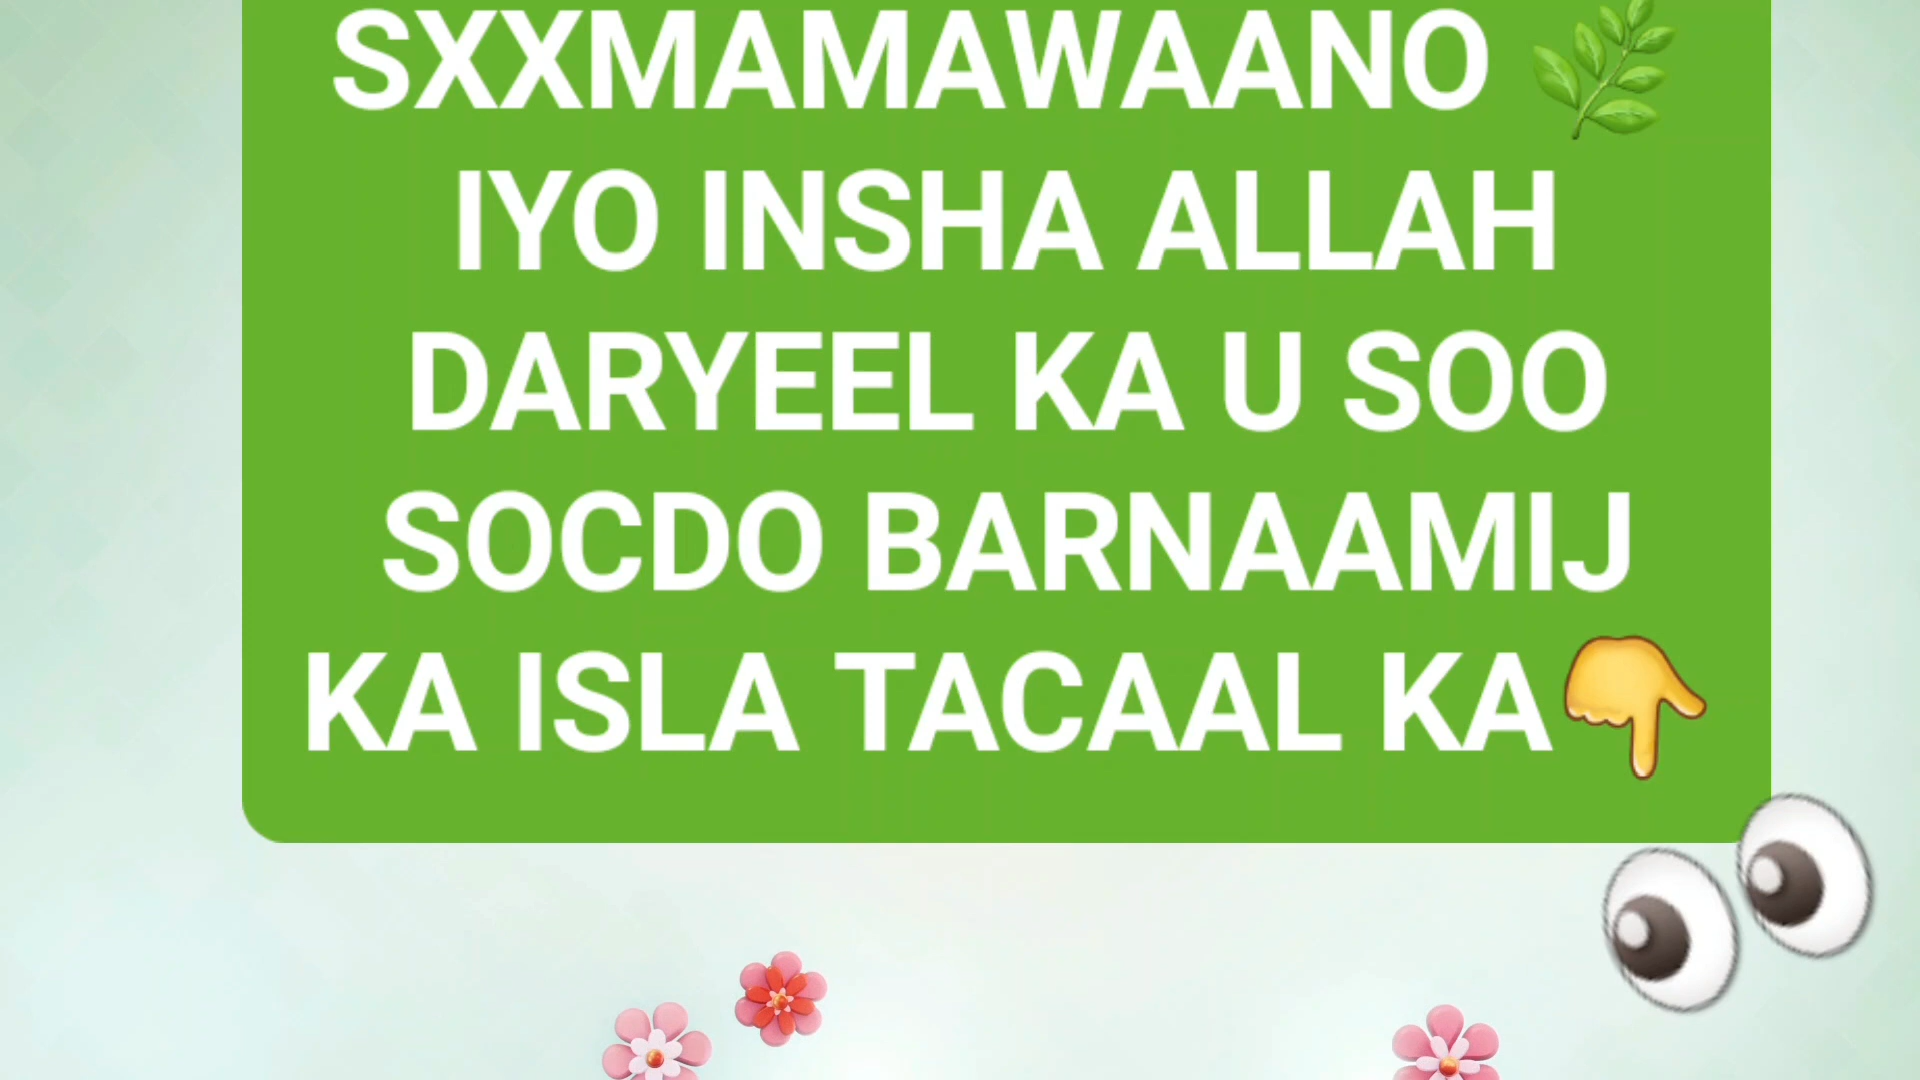 SXXMAMAWAANO 🌿
IYO INSHA ALLAH
DARYEEL KA U SOO
SOCDO BARNAAMIJ
KA ISLA TACAAL KA👇